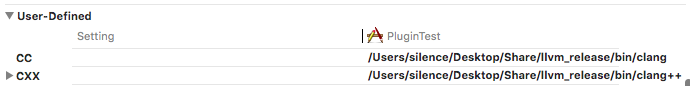 User-Defined
Setting PluginTest
CC /Users/silence/Desktop/Share/llvm_release/bin/clang
CXX /Users/silence/Desktop/Share/llvm_release/bin/clang++